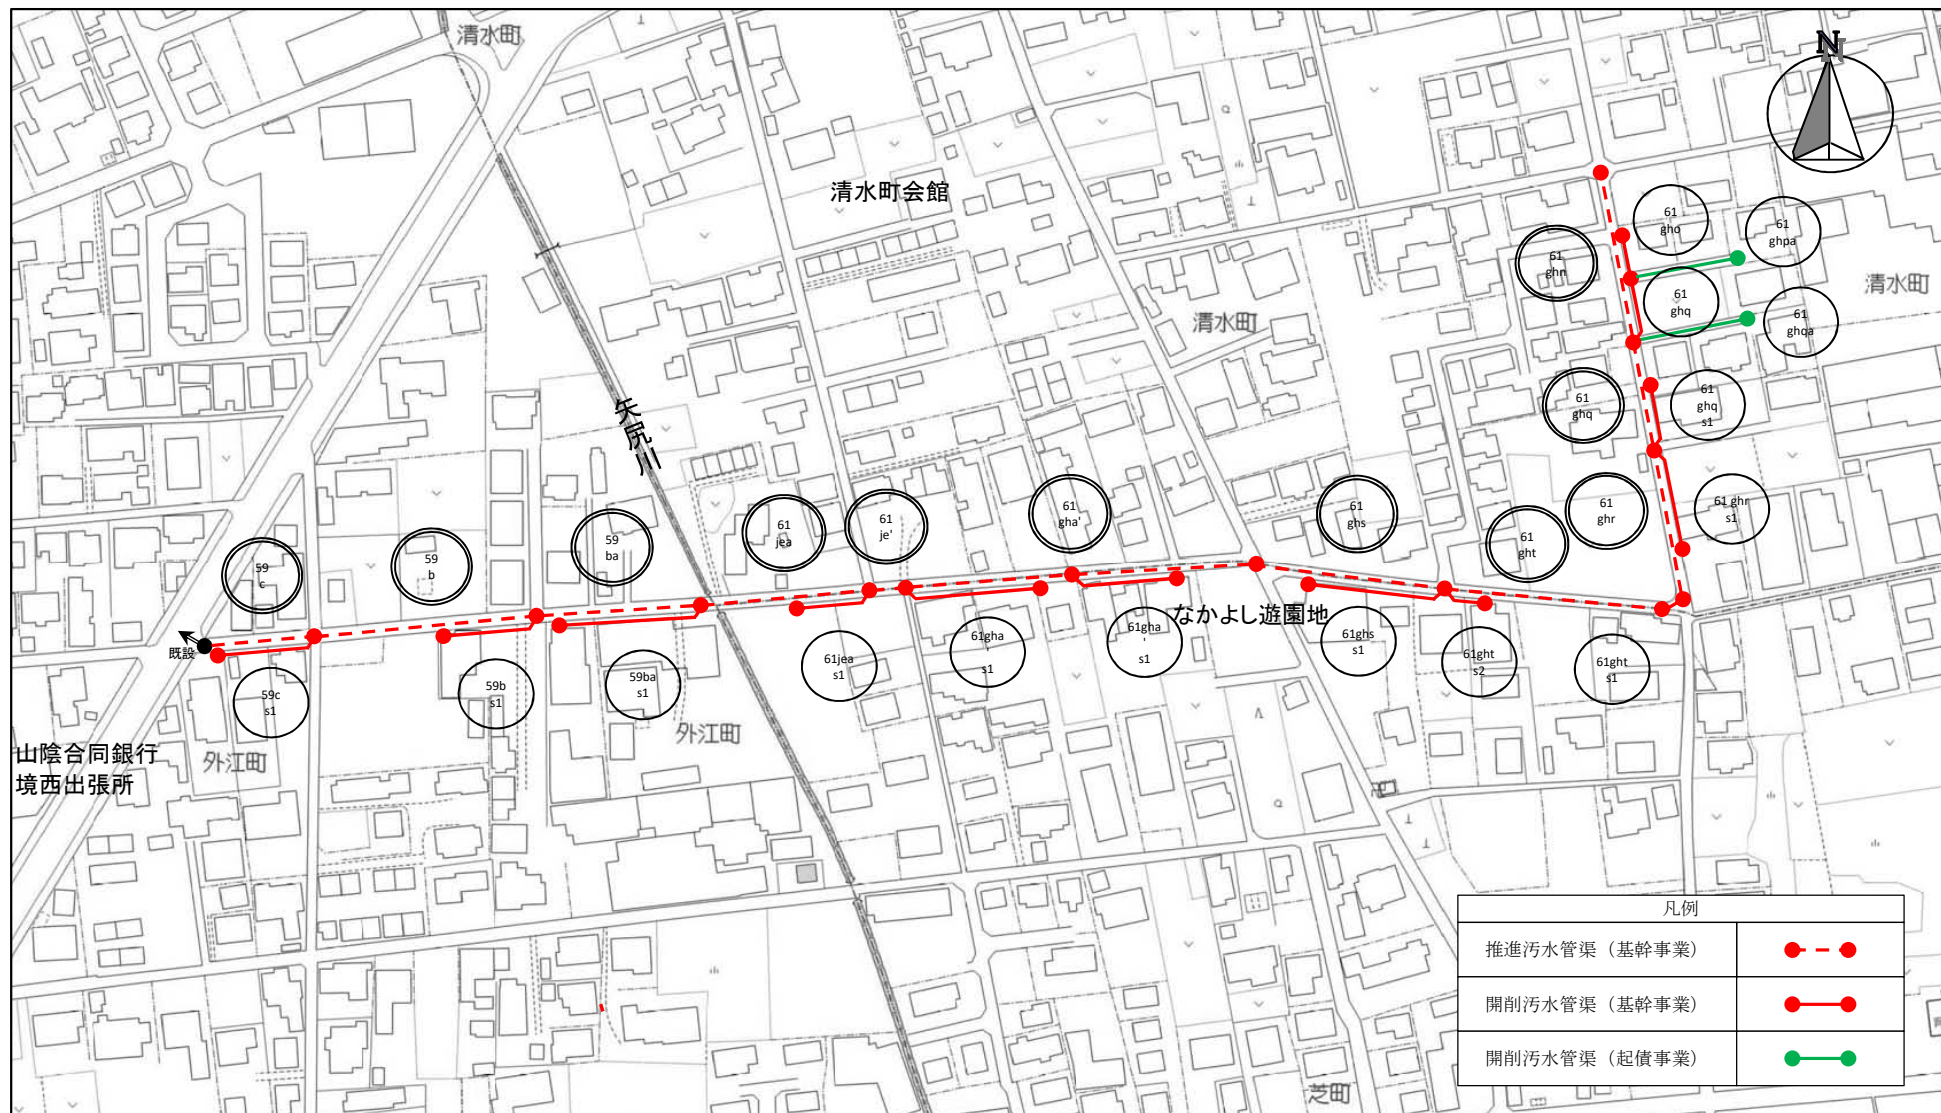 清水町
N
清水町会館
61
gho
61
ghpa
61
ghn
清水町
61
ghq
61
ghqa
清水町
矢尻川
61
ghq
61
ghq
s1
61
ghr
61 ghr
s1
61
ghs
61
ght
61
gha'
61
je'
61
jea
59
ba
59
b
59
c
既設
なかよし遊園地
59c
s1
59b
s1
59ba
s1
61jea
s1
61gha
'
s1
61gha
'
s1
61ghs
s1
61ght
s2
61ght
s1
外江町
外江町
山陰合同銀行
境西出張所
凡例
推進汚水管渠（基幹事業）
開削汚水管渠（基幹事業）
開削汚水管渠（起債事業）
芝町